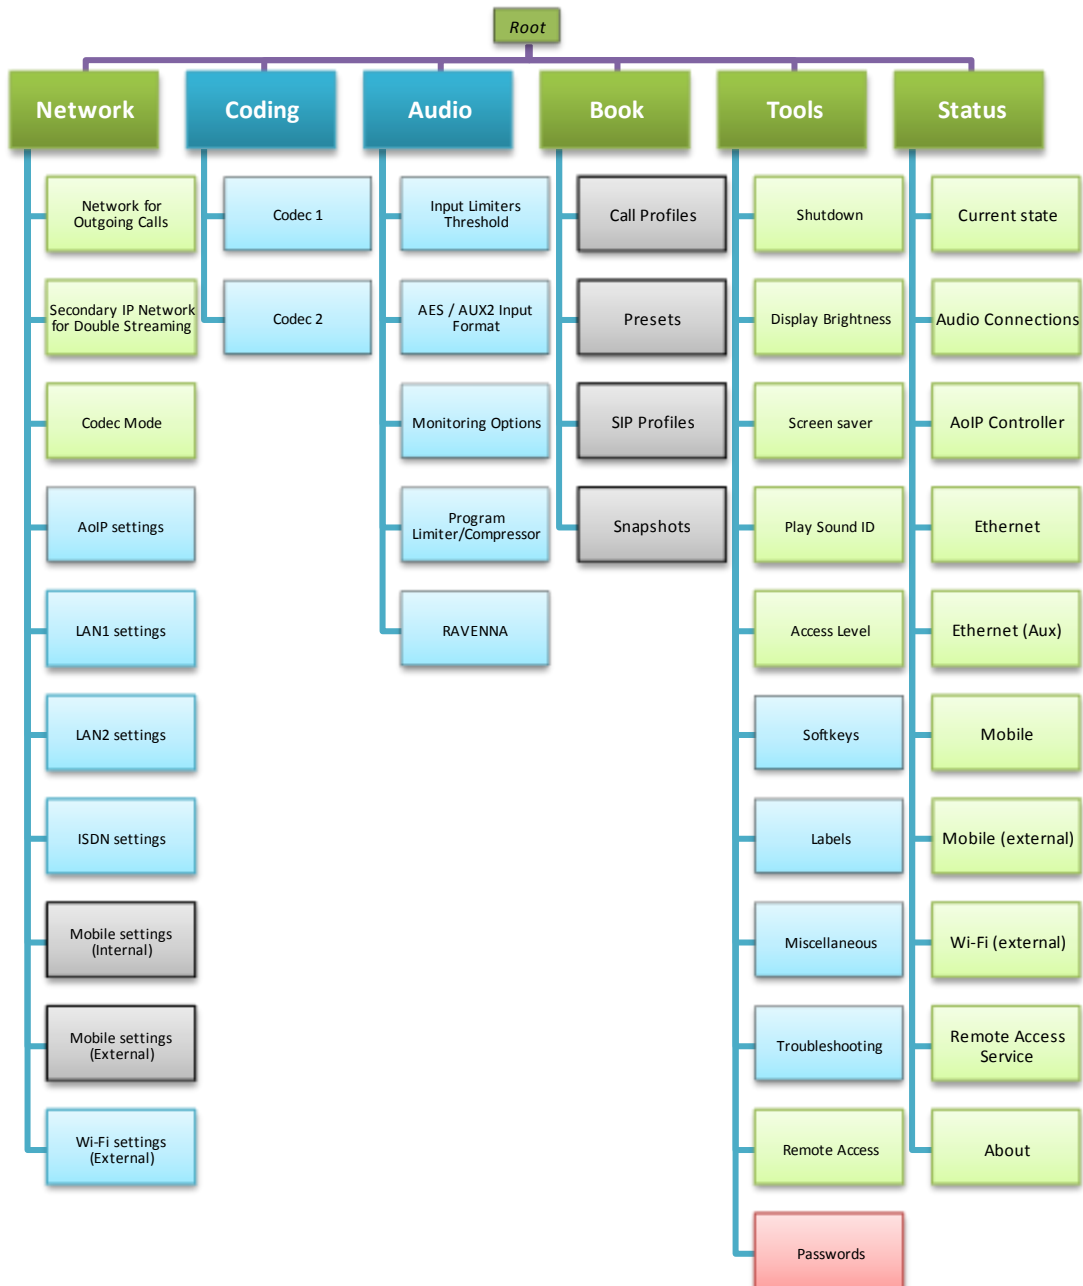 Root
Network
Coding
Audio
Book
Tools
Status
Network for
Outgoing Calls
Secondary IP Network
for Double Streaming
Codec Mode
AoIP settings
LAN1 settings
LAN2 settings
ISDN settings
Mobile settings
(Internal)
Mobile settings
(External)
Wi-Fi settings
(External)
Codec 1
Codec 2
Input Limiters
Threshold
AES / AUX2 Input
Format
Monitoring Options
Program
Limiter/Compressor
RAVENNA
Call Profiles
Presets
SIP Profiles
Snapshots
Shutdown
Display Brightness
Screen saver
Play Sound ID
Access Level
Softkeys
Labels
Miscellaneous
Troubleshooting
Remote Access
Passwords
Current state
Audio Connections
AoIP Controller
Ethernet
Ethernet (Aux)
Mobile
Mobile (external)
Wi-Fi (external)
Remote Access
Service
About